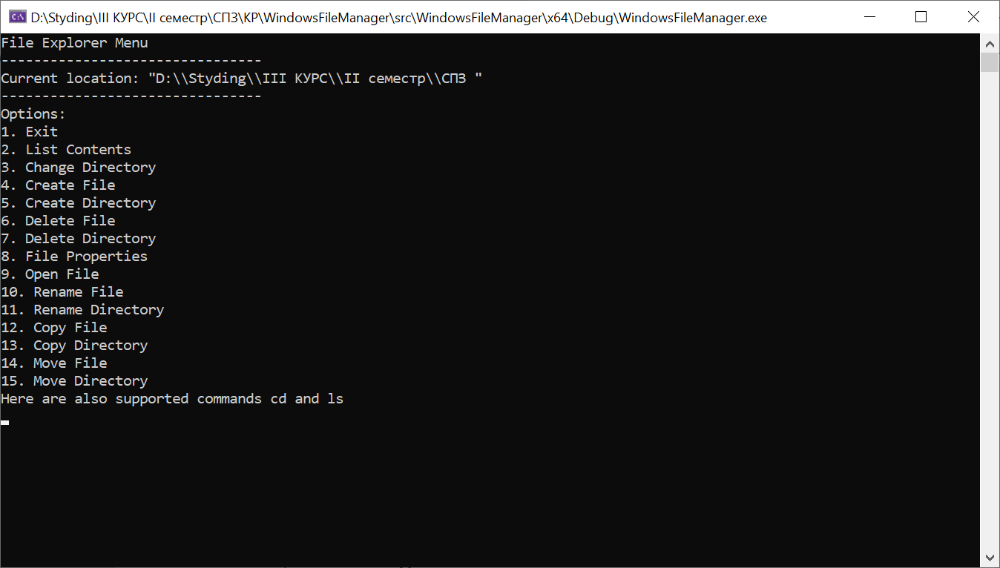 D:\Styding\III КУРС\II семестр\СПЗ\КР\WindowsFileManager\src\WindowsFileManager\x64\Debug\WindowsFileManager.exe
File Explorer Menu
--------------------------------
Current location: "D:\\Styding\\III КУРС\\II семестр\\СПЗ "
--------------------------------
Options:
1. Exit
2. List Contents
3. Change Directory
4. Create File
5. Create Directory
6. Delete File
7. Delete Directory
8. File Properties
9. Open File
10. Rename File
11. Rename Directory
12. Copy File
13. Copy Directory
14. Move File
15. Move Directory
Here are also supported commands cd and ls